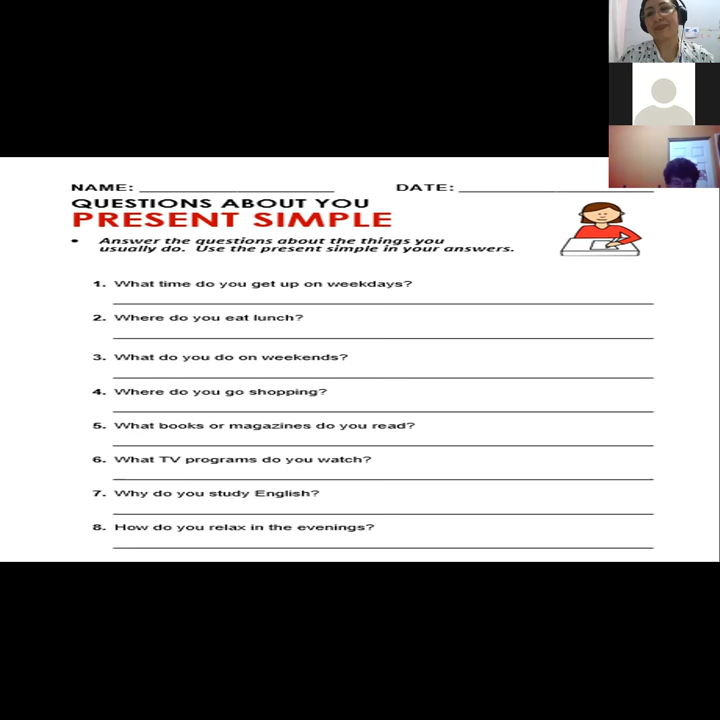 NAME: ____________________ DATE: ____________________
QUESTIONS ABOUT YOU
PRESENT SIMPLE
• Answer the questions about the things you
usually do. Use the present simple in your answers.
1. What time do you get up on weekdays?
2. Where do you eat lunch?
3. What do you do on weekends?
4. Where do you go shopping?
5. What books or magazines do you read?
6. What TV programs do you watch?
7. Why do you study English?
8. How do you relax in the evenings?